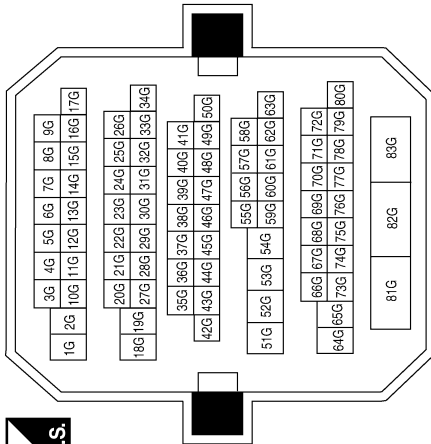 .S.
3G 4G 5G 6G 7G 8G 9G
1G 2G
10G 11G 12G 13G 14G 15G 16G 17G
20G 21G 22G 23G 24G 25G 26G
18G 19G
27G 28G 29G 30G 31G 32G 33G 34G
35G 36G 37G 38G 39G 40G 41G
42G 43G 44G 45G 46G 47G 48G 49G 50G
55G 56G 57G 58G
51G 52G 53G 54G
59G 60G 61G 62G 63G
66G 67G 68G 69G 70G 71G 72G
64G 65G
73G 74G 75G 76G 77G 78G 79G 80G
81G 82G 83G